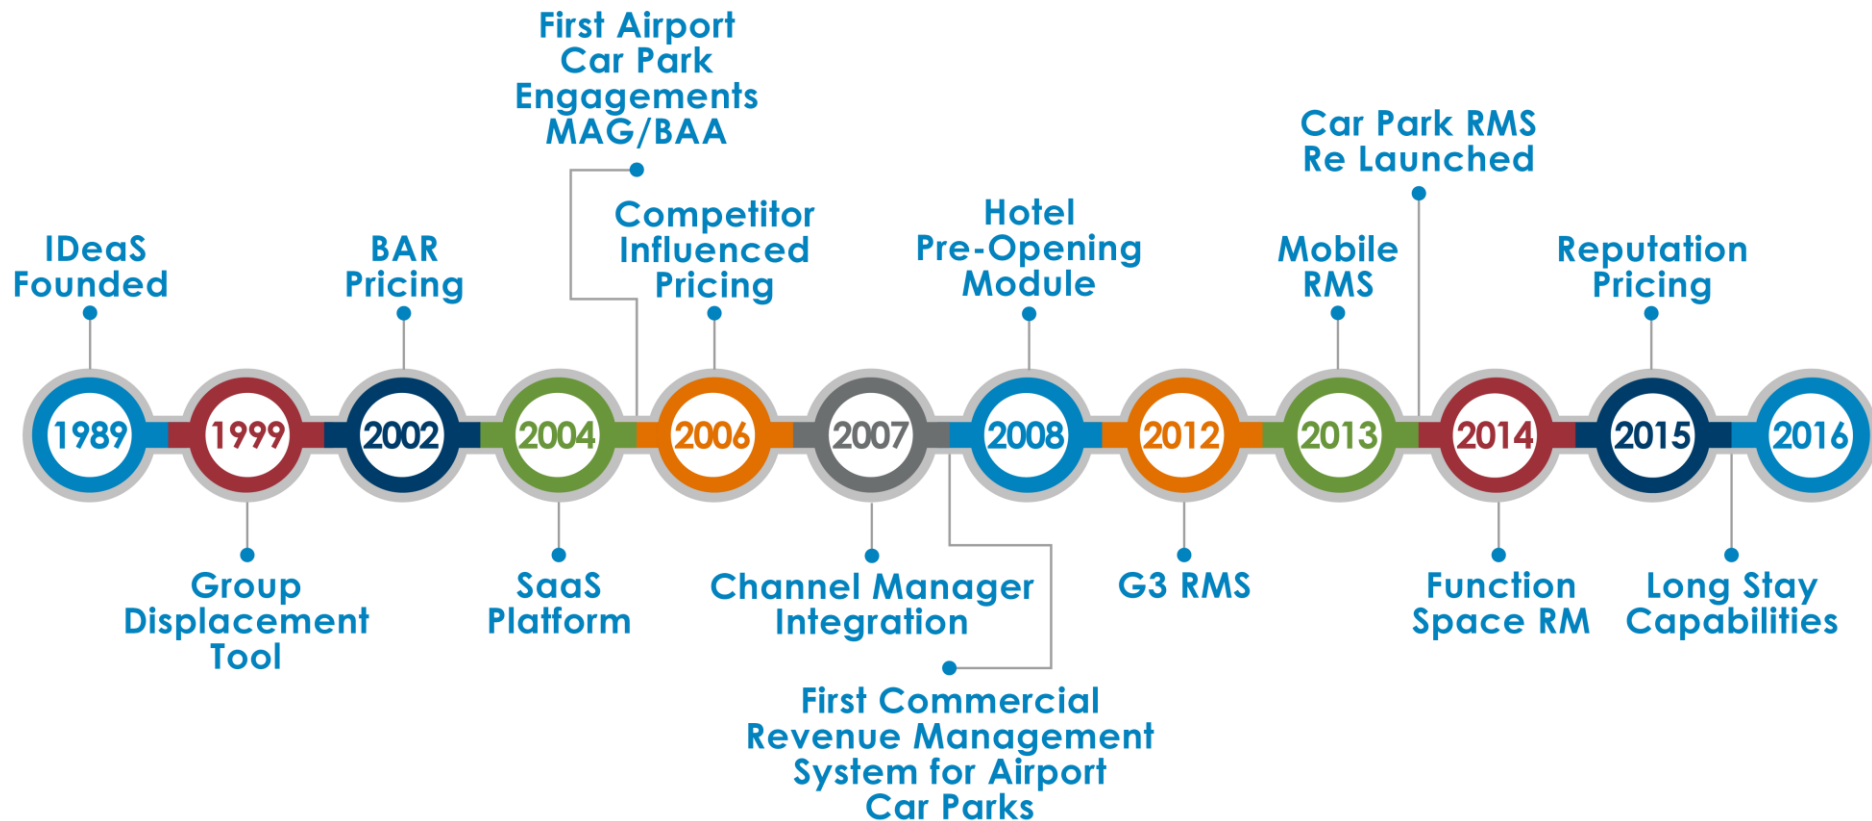 First Airport
Car Park
Engagements
MAG/BAA
Car Park RMS
Re Launched
IDeaS
Founded
BAR
Pricing
Competitor
Influenced
Pricing
Hotel
Pre-Opening
Module
Mobile
RMS
Reputation
Pricing
1989
1999
2002
2004
2006
2007
2008
2012
2013
2014
2015
2016
Group
Displacement
Tool
SaaS
Platform
Channel Manager
Integration
G3 RMS
Function
Space RM
Long Stay
Capabilities
First Commercial
Revenue Management
System for Airport
Car Parks